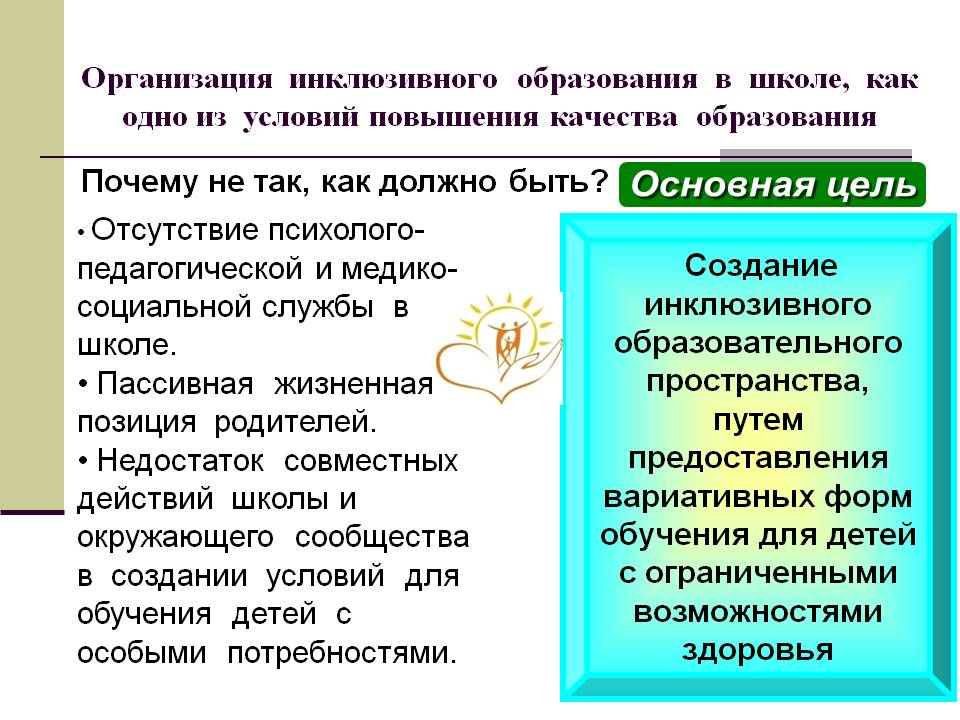 Организация инклюзивного образования в школе, как
одно из условий повышения качества образования
Почему не так, как должно быть?
• Отсутствие психолого-
педагогической и медико-
социальной службы в
школе.
• Пассивная жизненная
позиция родителей.
• Недостаток совместных
действий школы и
окружающего сообщества
в создании условий для
обучения детей с
особыми потребностями.
Основная цель
Создание
инклюзивного
образовательного
пространства,
путем
предоставления
вариативных форм
обучения для детей
с ограниченными
возможностями
здоровья